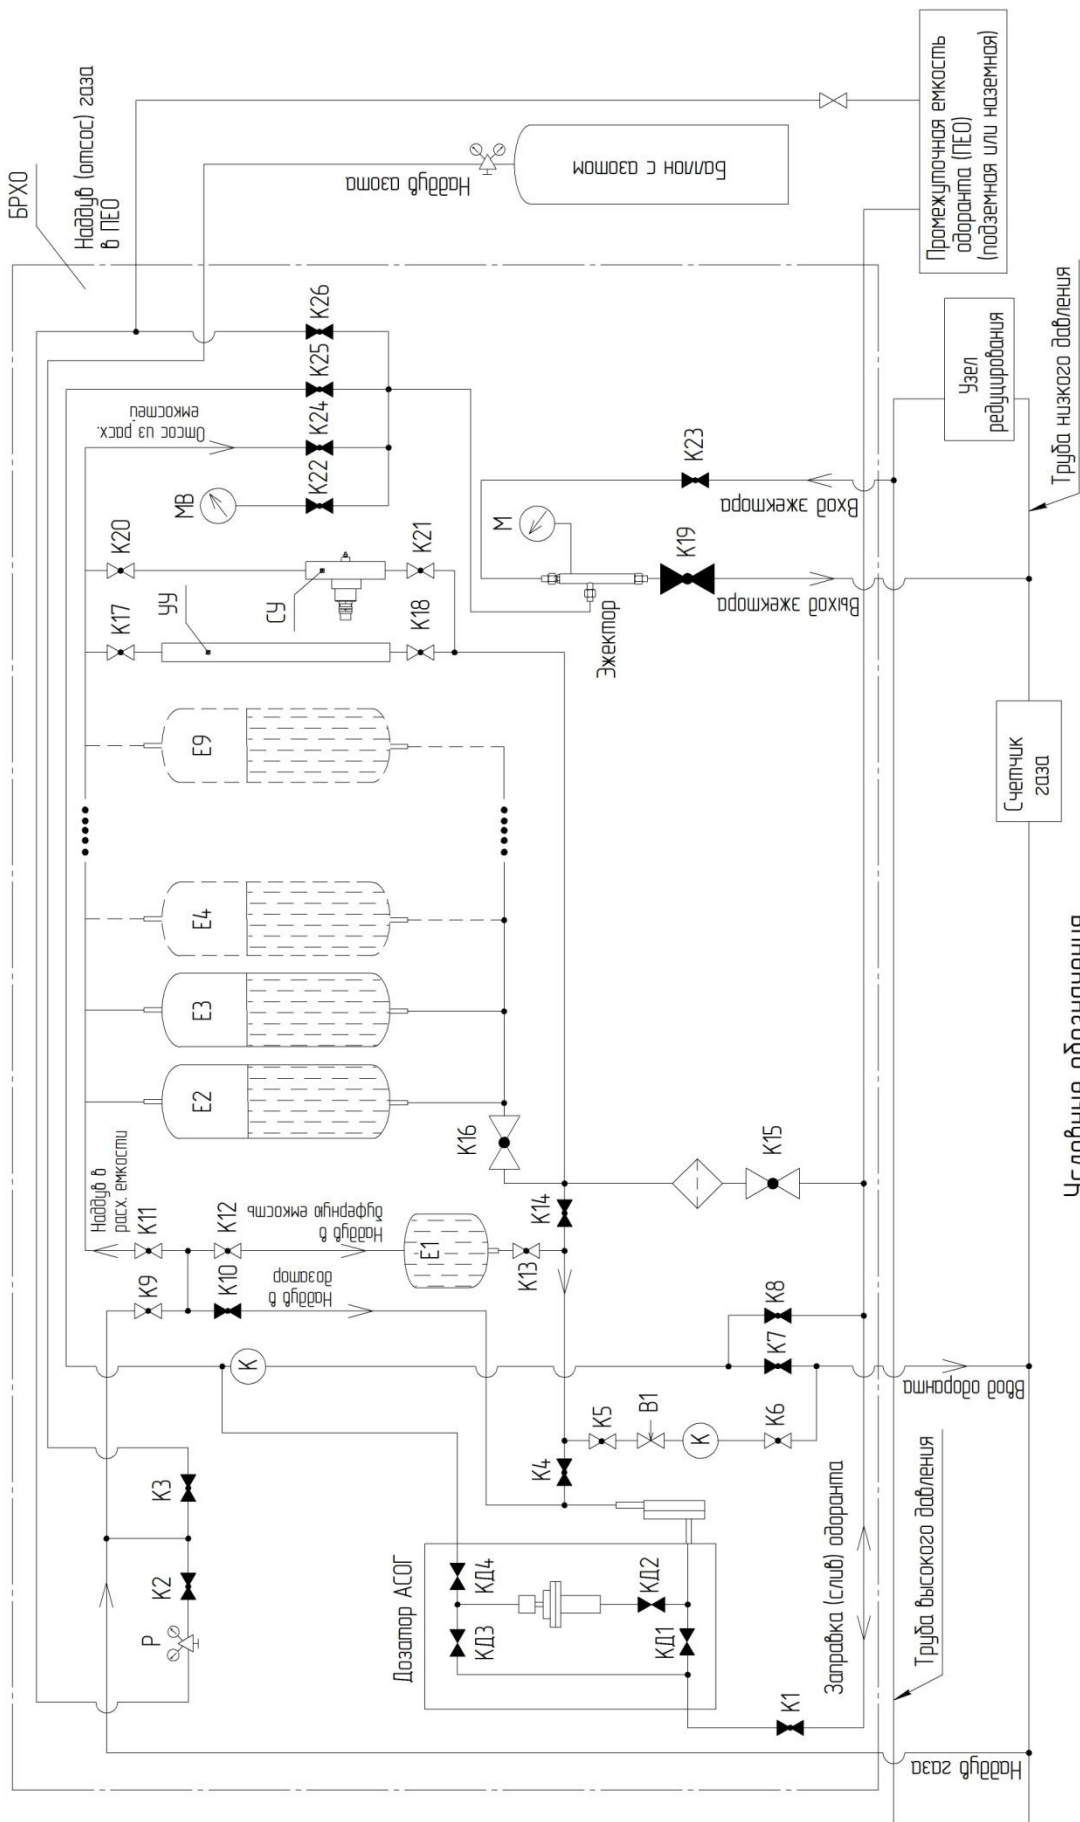 БРХО
Наддув (отсос) газа
в ПЕО
Наддув азота
Баллон с азотом
Промежуточная емкость
одоранта (ПЕО)
(подземная или наземная)
К26
К25
К24
К22
Отсос из расх.
емкостей
МВ
К20
К21
К17
К18
УУ
СУ
К23
М
К19
Эжектор
Вход эжектора
Выход эжектора
Узел
редуцирования
Труба низкого давления
Счетчик
газа
Е9
Е4
Е3
Е2
К16
К15
К14
К13
Е1
Наддув в
расх. емкости
К11
К12
Наддув в
буферную емкость
К9
К10
Наддув в
дозатор
К
К8
К7
К6
К
В1
К5
К4
Ввод одоранта
К3
К2
Р
Дозатор АСОГ
КД4
КД3
КД2
КД1
К1
Заправка (слив) одоранта
Труба высокого давления
Наддув газа
Условные обозначения